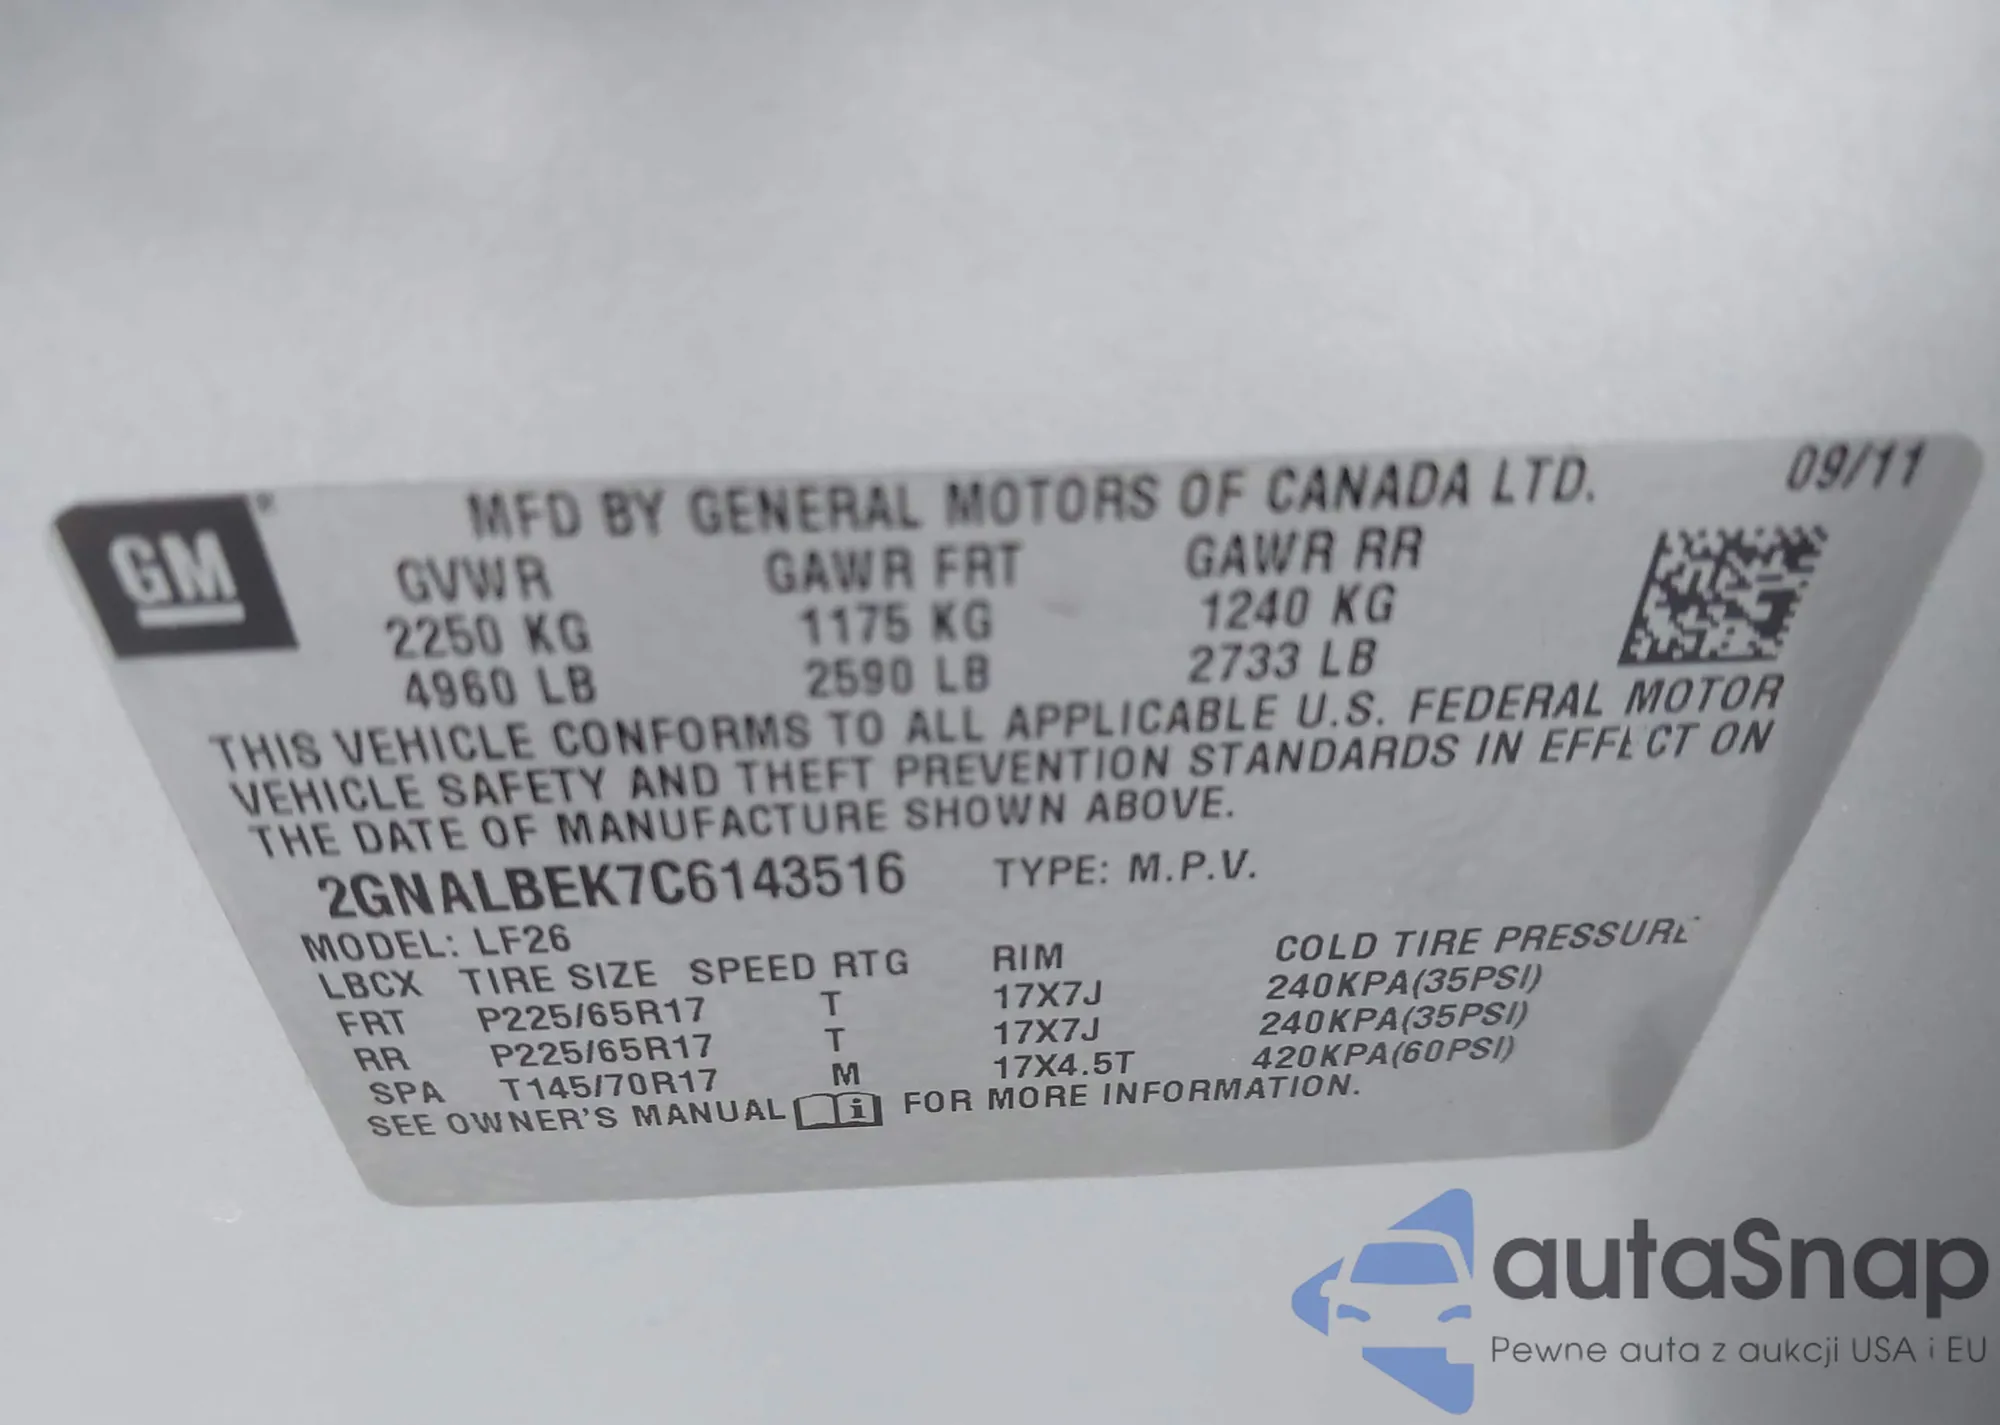 GM ® MFD BY GENERAL MOTORS OF CANADA LTD. 09/11
GVWR GAWR FRT GAWR RR
2250 KG 1175 KG 1240 KG
4960 LB 2590 LB 2733 LB
THIS VEHICLE CONFORMS TO ALL APPLICABLE U.S. FEDERAL MOTOR
VEHICLE SAFETY AND THEFT PREVENTION STANDARDS IN EFFECT ON
THE DATE OF MANUFACTURE SHOWN ABOVE.
2GNALBEK7C6143516 TYPE: M.P.V.
MODEL: LF26
LBCX TIRE SIZE SPEED RTG RIM COLD TIRE PRESSURE
FRT P225/65R17 T 17X7J 240KPA(35PSI)
RR P225/65R17 T 17X7J 240KPA(35PSI)
SPA T145/70R17 M 17X4.5T 420KPA(60PSI)
SEE OWNER'S MANUAL i FOR MORE INFORMATION.
autaSnap
Pewne auta z aukcji USA i EU